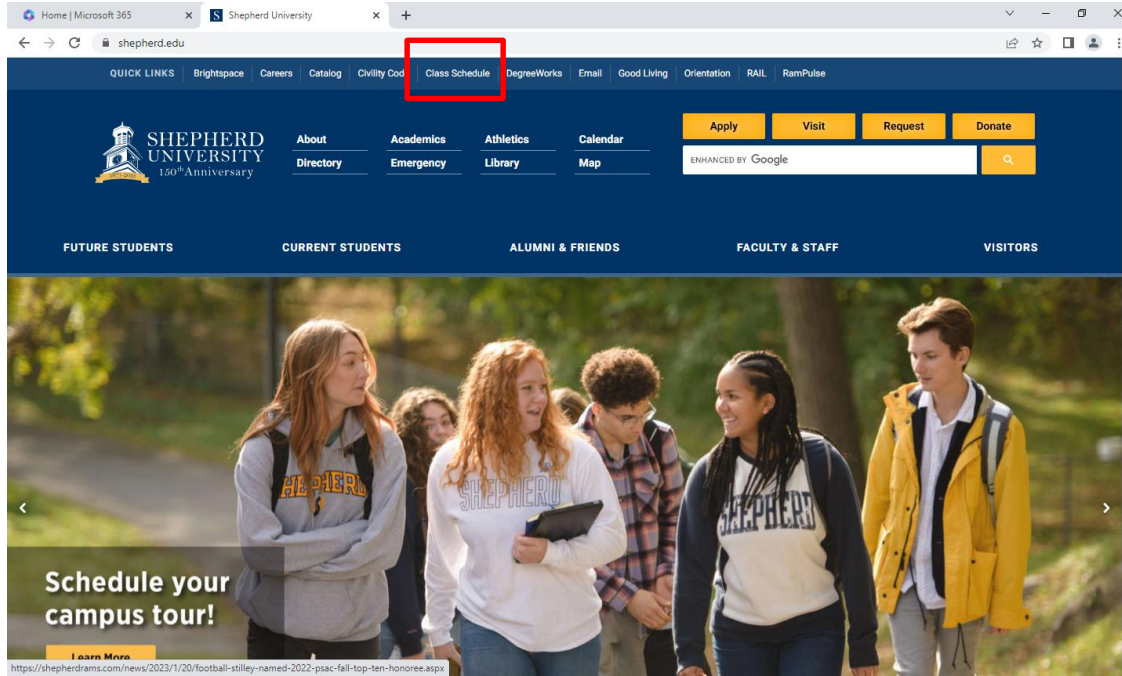 Home | Microsoft 365
Shepherd University
shepherd.edu
QUICK LINKS Brightspace Careers Catalog Civility Cod Class Schedule DegreeWorks Email Good Living Orientation RAIL RamPulse
SHEPHERD
UNIVERSITY
150th Anniversary
1871-2021
About Academics Athletics Calendar
Directory Emergency Library Map
Apply Visit Request Donate
ENHANCED BY Google
FUTURE STUDENTS CURRENT STUDENTS ALUMNI & FRIENDS FACULTY & STAFF VISITORS
SHEPHERD
SHEPHERD
Schedule your
campus tour!
Learn More
https://shepherdrams.com/news/2023/1/20/football-stilley-named-2022-psac-fall-top-ten-honoree.aspx